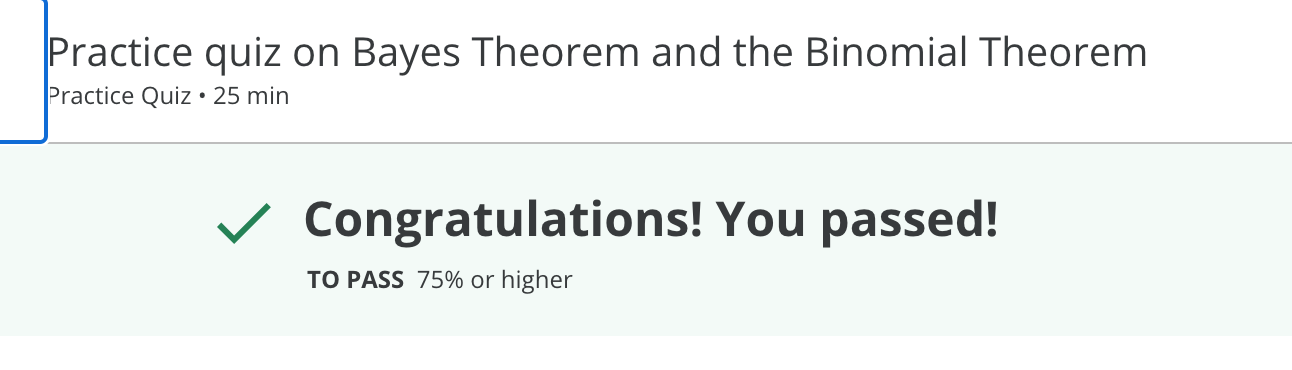 Practice quiz on Bayes Theorem and the Binomial Theorem
Practice Quiz • 25 min
Congratulations! You passed!
TO PASS 75% or higher